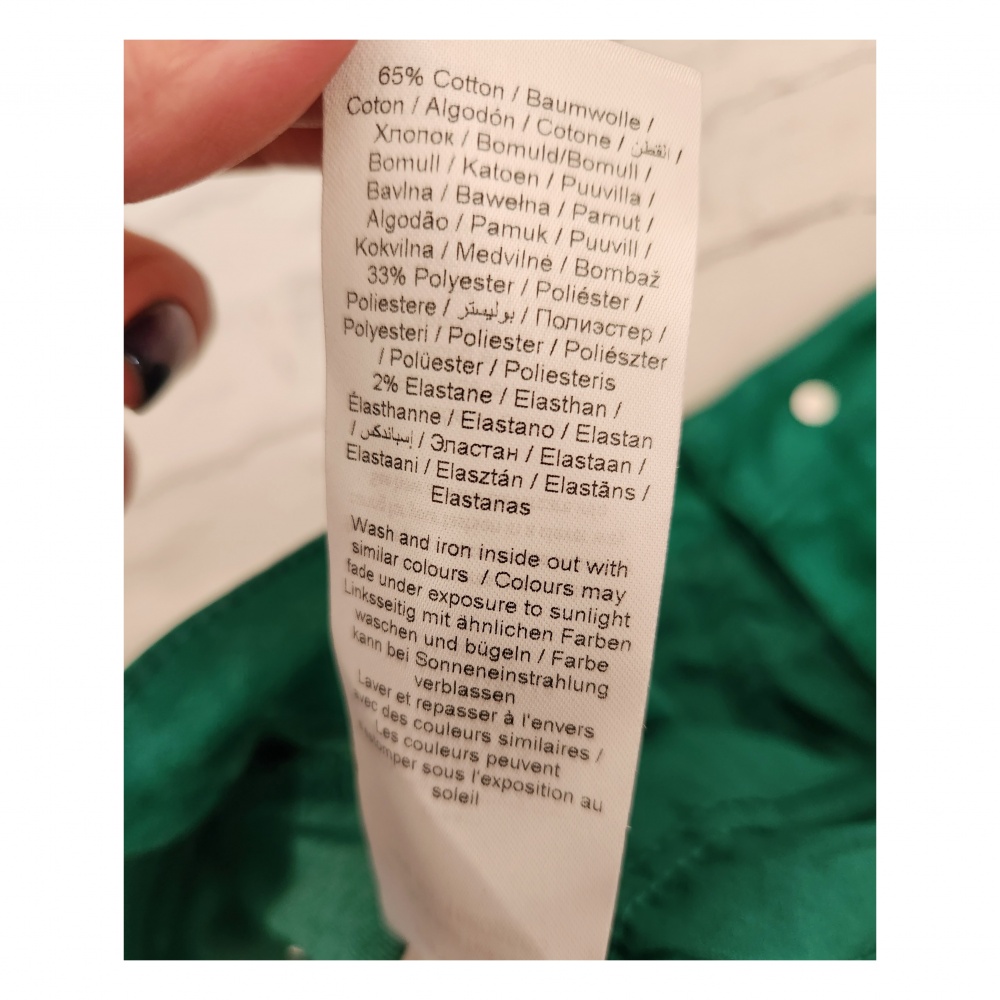 65% Cotton / Baumwolle /
Coton / Algodón / Cotone / القطن /
Хлопок / Bomuld/Bomull /
Bomull / Katoen / Puuvilla /
Bavlna / Bawełna / Pamut /
Algodão / Pamuk / Puuvill /
Kokvilna / Medvilnė / Bombaž
33% Polyester / Poliéster /
Poliestere / بوليستر / Полиэстер /
Polyesteri / Poliester / Poliészter
/ Polüester / Poliesteris
2% Elastane / Elasthan /
Élasthanne / Elastano / Elastan
/ إسباندكس / Эластан / Elastaan /
Elastaani / Elasztán / Elastāns /
Elastanas
Wash and iron inside out with
similar colours / Colours may
fade under exposure to sunlight
Linksseitig mit ähnlichen Farben
waschen und bügeln / Farbe
kann bei Sonneneinstrahlung
verblassen
Laver et repasser à l'envers
avec des couleurs similaires /
Les couleurs peuvent
sous l'exposition au
soleil